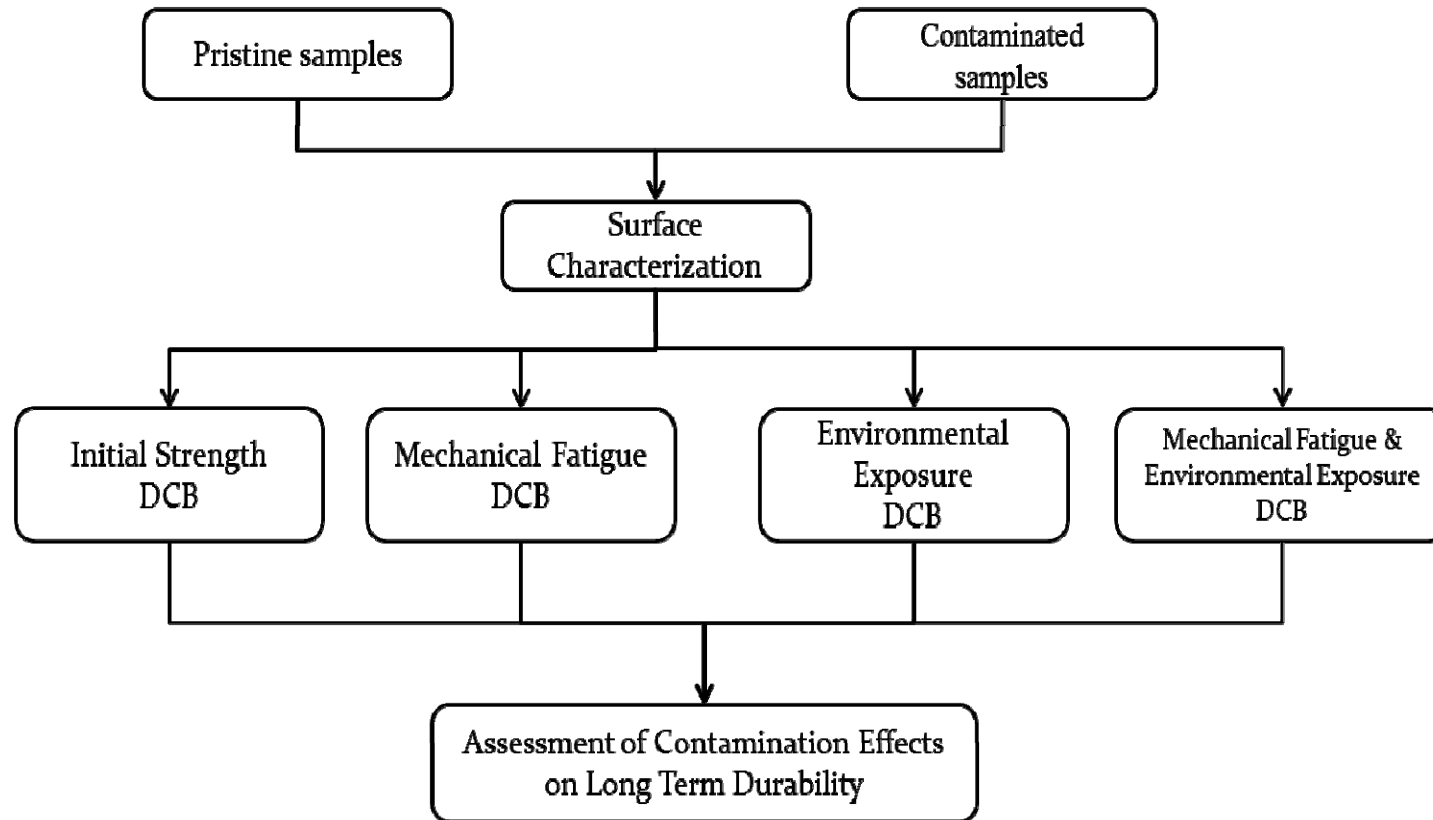 Pristine samples
Contaminated
samples
Surface
Characterization
Initial Strength
DCB
Mechanical Fatigue
DCB
Environmental
Exposure
DCB
Mechanical Fatigue &
Environmental Exposure
DCB
Assessment of Contamination Effects
on Long Term Durability